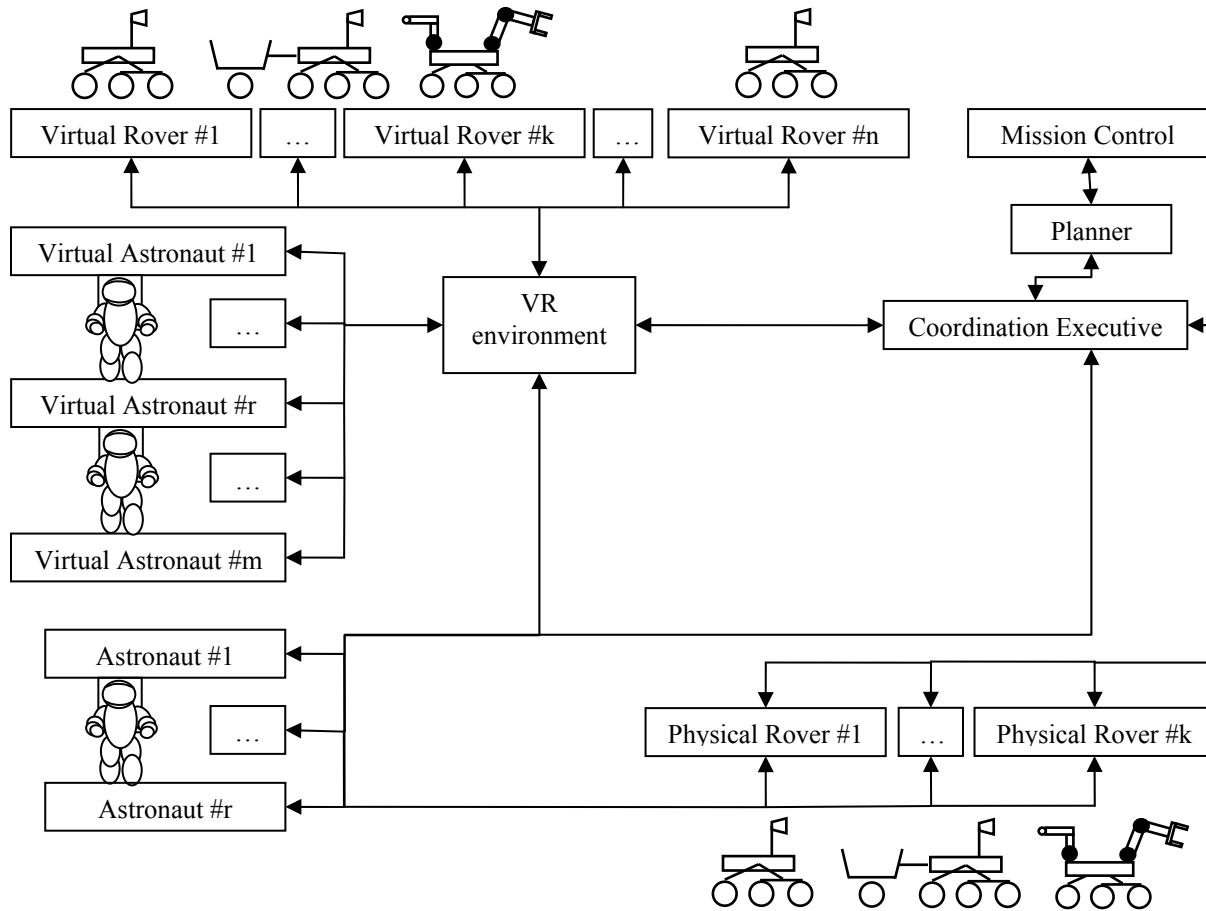 Virtual Rover #1
…
Virtual Rover #k
…
Virtual Rover #n
Mission Control
Planner
Virtual Astronaut #1
…
VR
environment
Coordination Executive
Virtual Astronaut #r
…
Virtual Astronaut #m
Astronaut #1
…
Astronaut #r
Physical Rover #1
…
Physical Rover #k